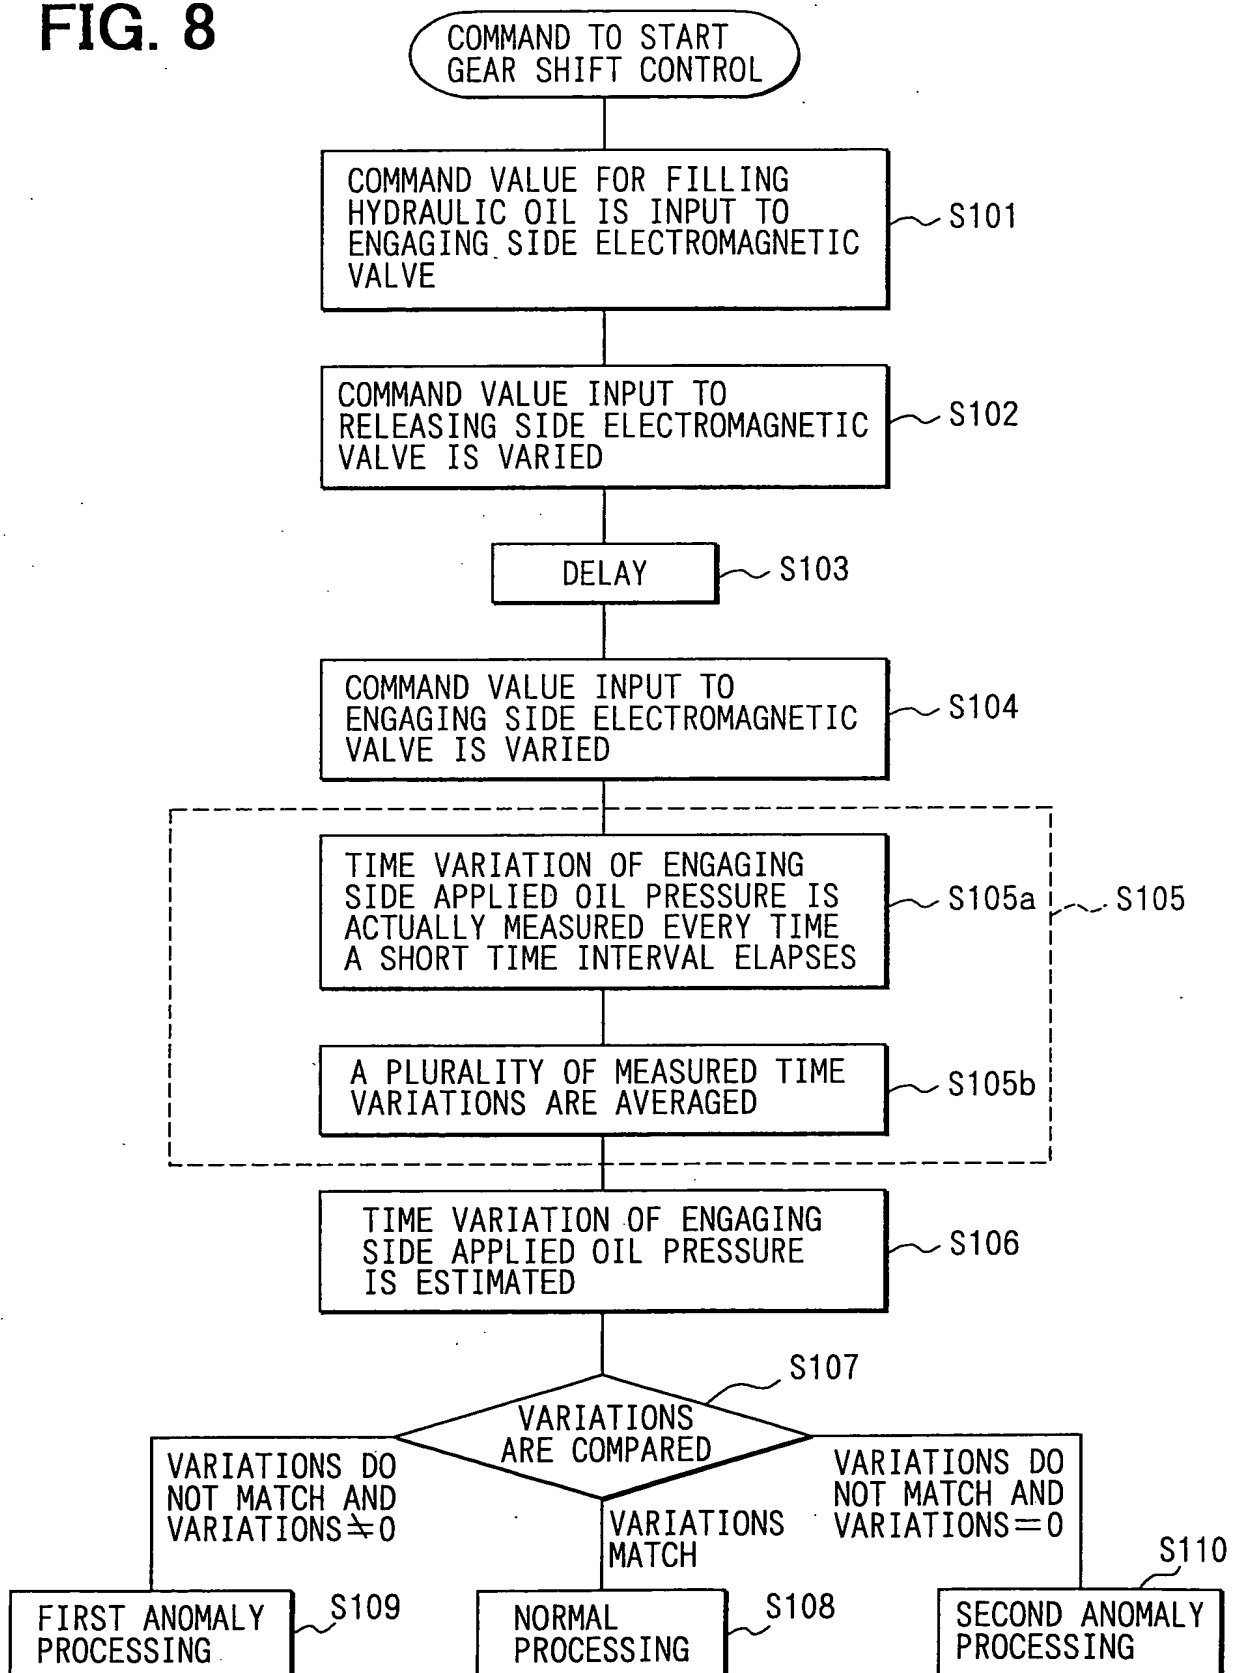 FIG. 8
COMMAND TO START
GEAR SHIFT CONTROL
COMMAND VALUE FOR FILLING
HYDRAULIC OIL IS INPUT TO
ENGAGING SIDE ELECTROMAGNETIC
VALVE
S101
COMMAND VALUE INPUT TO
RELEASING SIDE ELECTROMAGNETIC
VALVE IS VARIED
S102
DELAY
S103
COMMAND VALUE INPUT TO
ENGAGING SIDE ELECTROMAGNETIC
VALVE IS VARIED
S104
TIME VARIATION OF ENGAGING
SIDE APPLIED OIL PRESSURE IS
ACTUALLY MEASURED EVERY TIME
A SHORT TIME INTERVAL ELAPSES
S105a
S105
A PLURALITY OF MEASURED TIME
VARIATIONS ARE AVERAGED
S105b
TIME VARIATION OF ENGAGING
SIDE APPLIED OIL PRESSURE
IS ESTIMATED
S106
S107
VARIATIONS
ARE COMPARED
VARIATIONS DO
NOT MATCH AND
VARIATIONS≠0
VARIATIONS
MATCH
VARIATIONS DO
NOT MATCH AND
VARIATIONS=0
FIRST ANOMALY
PROCESSING
S109
NORMAL
PROCESSING
S108
SECOND ANOMALY
PROCESSING
S110